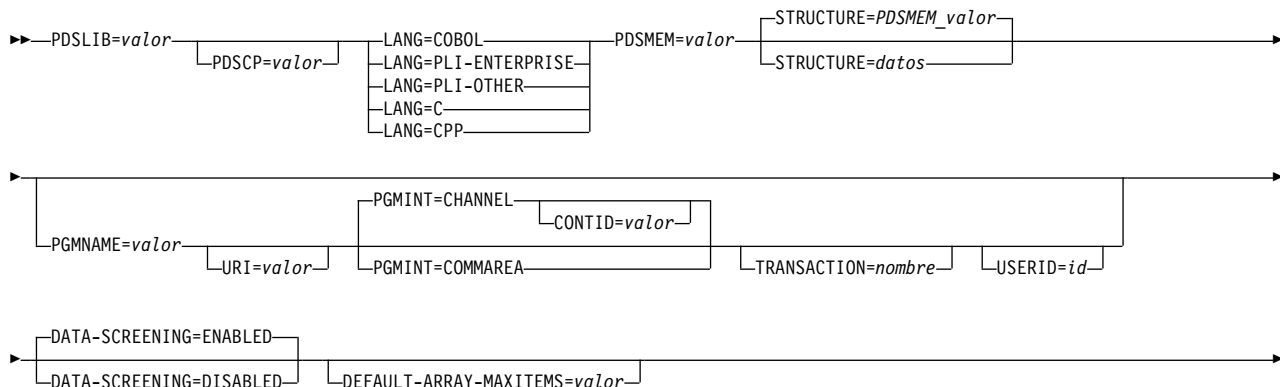 PDSLIB=valor
PDSCP=valor
LANG=COBOL
LANG=PLI-ENTERPRISE
LANG=PLI-OTHER
LANG=C
LANG=CPP
PDSMEM=valor
STRUCTURE=PDSMEM_valor
STRUCTURE=datos
PGMNAME=valor
URI=valor
PGMINT=CHANNEL
CONTID=valor
PGMINT=COMMAREA
TRANSACTION=nombre
USERID=id
DATA-SCREENING=ENABLED
DATA-SCREENING=DISABLED
DEFAULT-ARRAY-MAXITEMS=valor